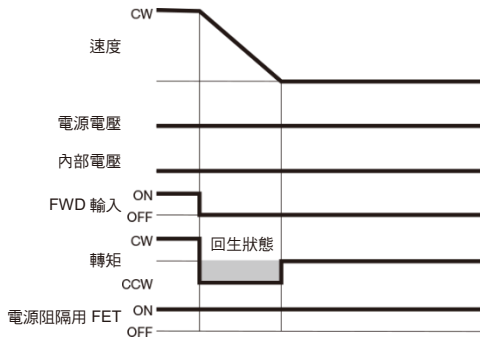 CW
速度
電源電壓
內部電壓
ON
FWD 輸入
OFF
CW
回生狀態
轉矩
CCW
ON
電源阻隔用 FET
OFF